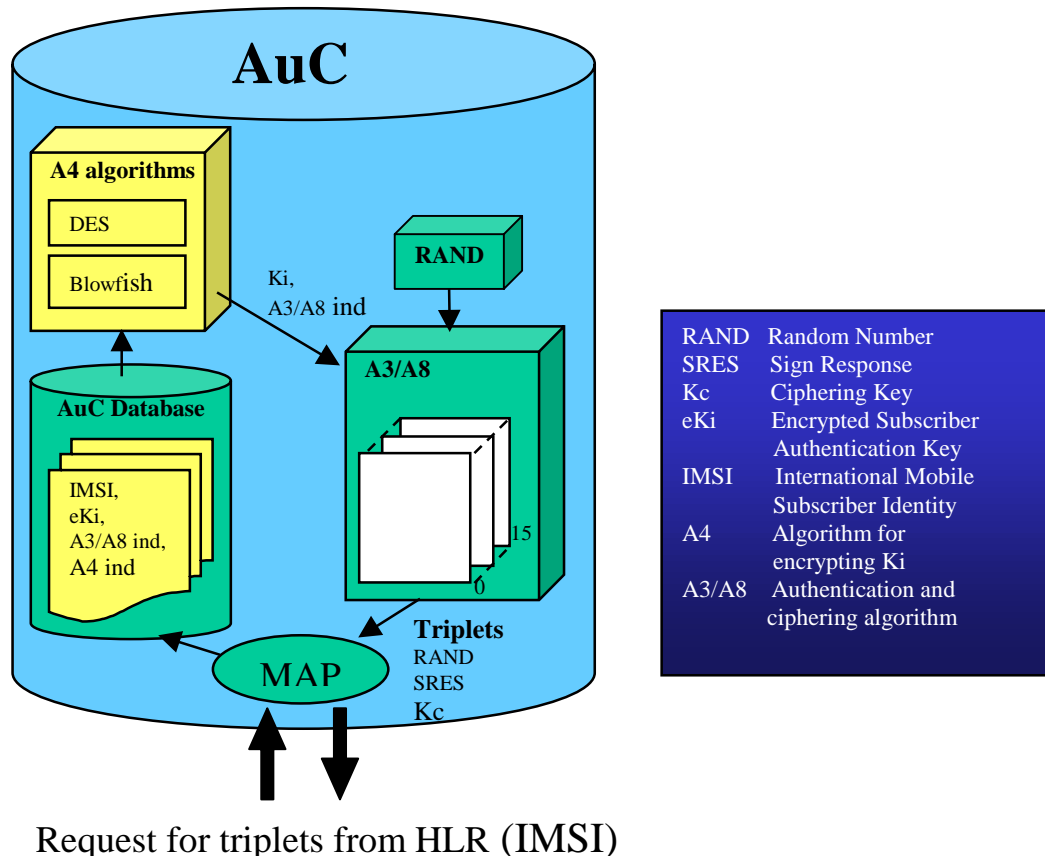 AuC
A4 algorithms
DES
Blowfish
Ki,
A3/A8 ind
RAND
A3/A8
15
0
AuC Database
IMSI,
eKi,
A3/A8 ind,
A4 ind
Triplets
RAND
SRES
Kc
MAP
Request for triplets from HLR (IMSI)
RAND Random Number
SRES Sign Response
Kc Ciphering Key
eKi Encrypted Subscriber
Authentication Key
IMSI International Mobile
Subscriber Identity
A4 Algorithm for
encrypting Ki
A3/A8 Authentication and
ciphering algorithm